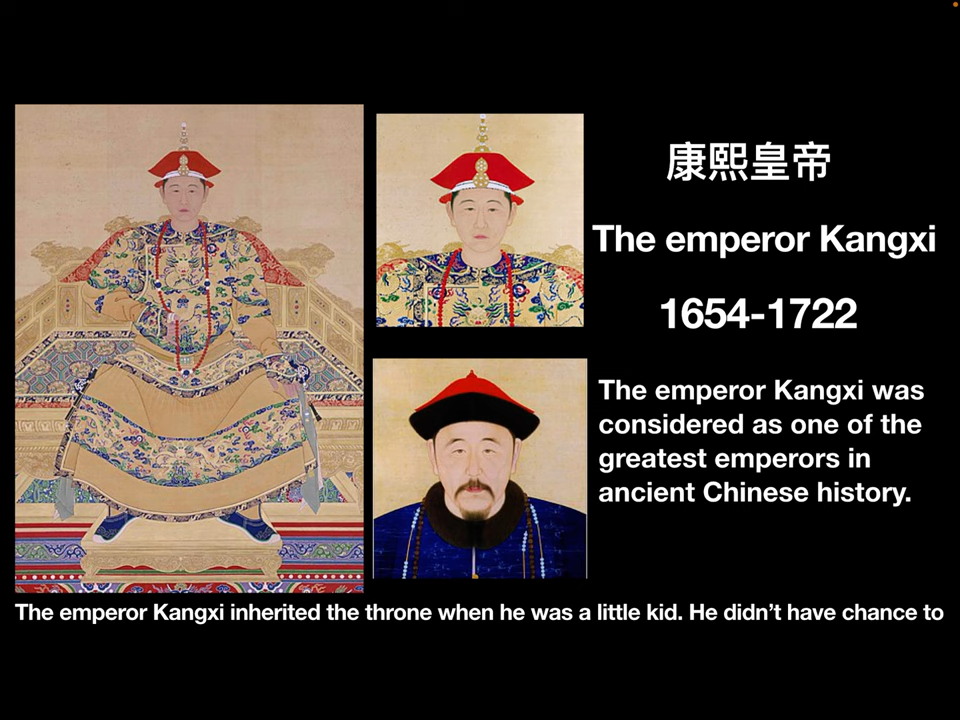 康熙皇帝
The emperor Kangxi
1654-1722
The emperor Kangxi was
considered as one of the
greatest emperors in
ancient Chinese history.
The emperor Kangxi inherited the throne when he was a little kid. He didn’t have chance to